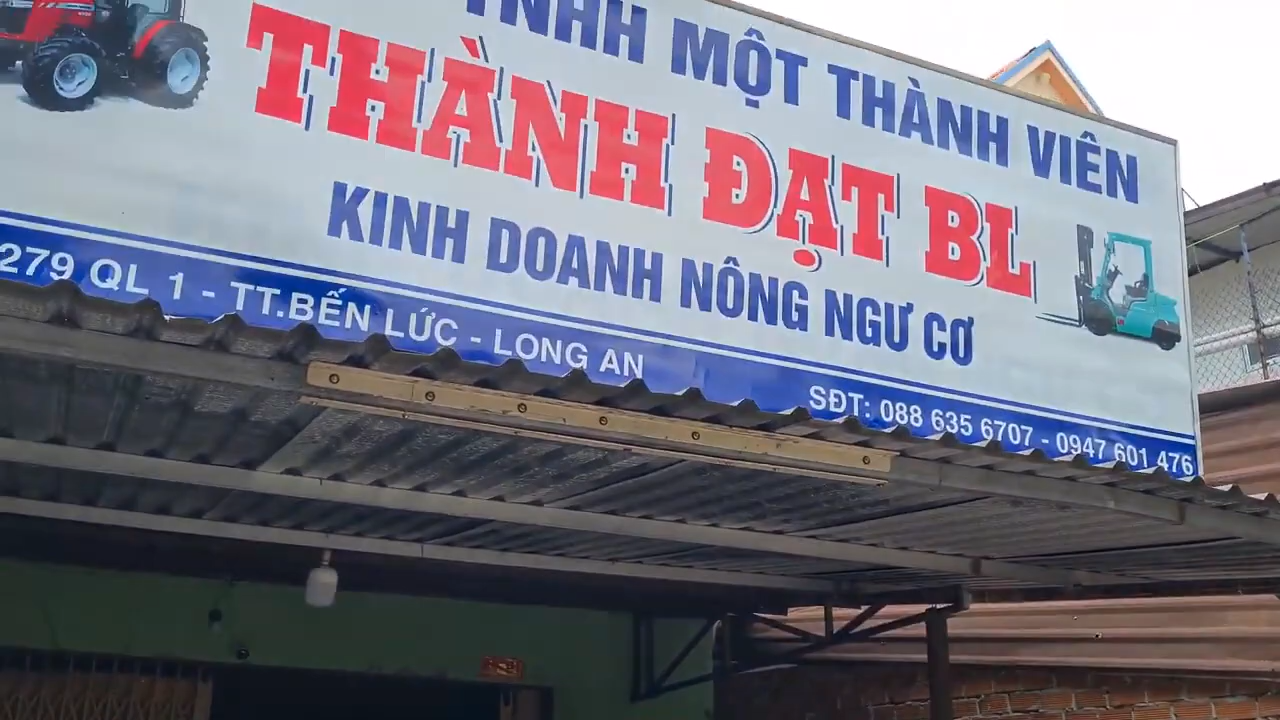 TNHH MỘT THÀNH VIÊN
THÀNH ĐẠT BL
KINH DOANH NÔNG NGƯ CƠ
279 QL 1 - TT.BẾN LỨC - LONG AN
SĐT: 088 635 6707 - 0947 601 476